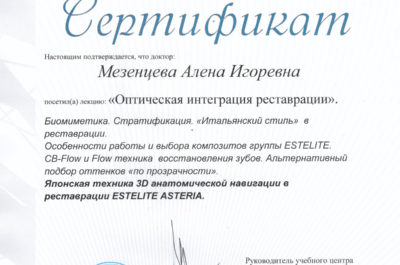 Сертификат
Настоящим подтверждается, что доктор:
Мезенцева Алена Игоревна
посетил(а) лекцию: «Оптическая интеграция реставрации».
Биомиметика. Стратификация. «Итальянский стиль» в
реставрации.
Особенности работы и выбора композитов группы ESTELITE.
CB-Flow и Flow техника восстановления зубов. Альтернативный
подбор оттенков «по прозрачности».
Японская техника 3D анатомической навигации в
реставрации ESTELITE ASTERIA.
Руководитель учебного центра